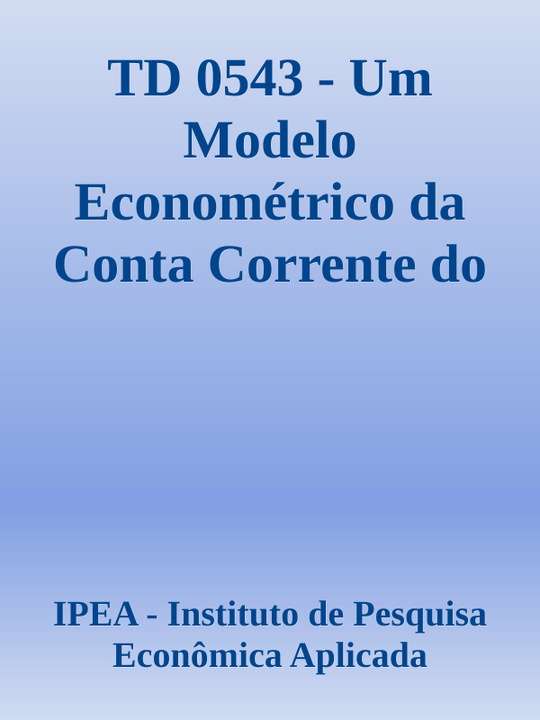 TD 0543 - Um
Modelo
Econométrico da
Conta Corrente do
IPEA - Instituto de Pesquisa
Econômica Aplicada